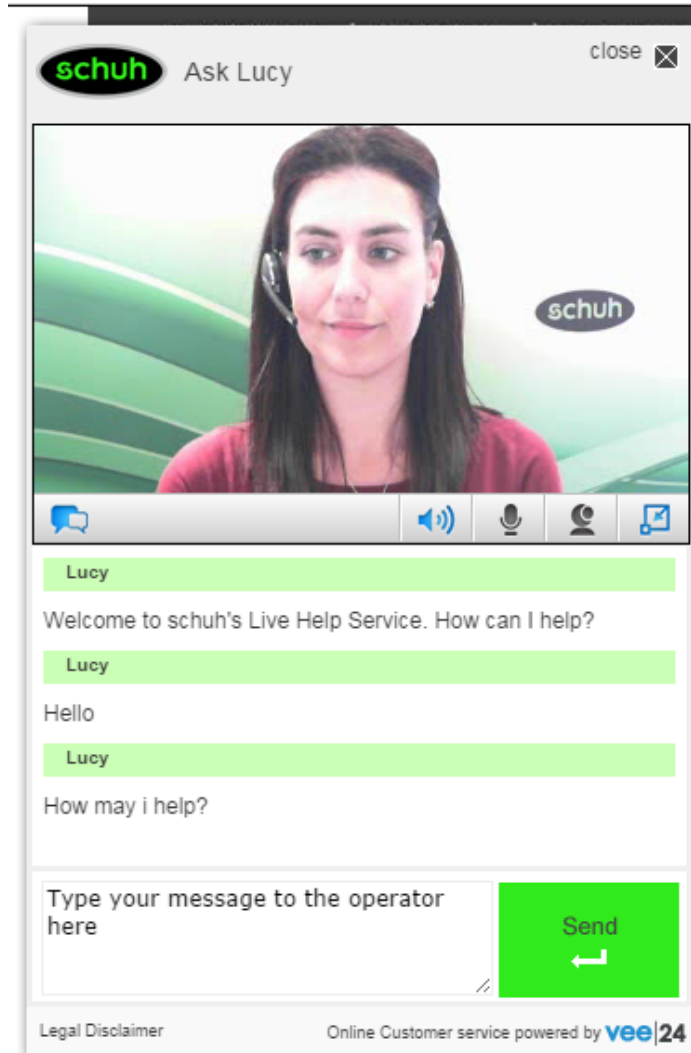 schuh
Ask Lucy
close
schuh
Lucy
Welcome to schuh's Live Help Service. How can I help?
Lucy
Hello
Lucy
How may i help?
Type your message to the operator
here
Send
Legal Disclaimer
Online Customer service powered by vee|24